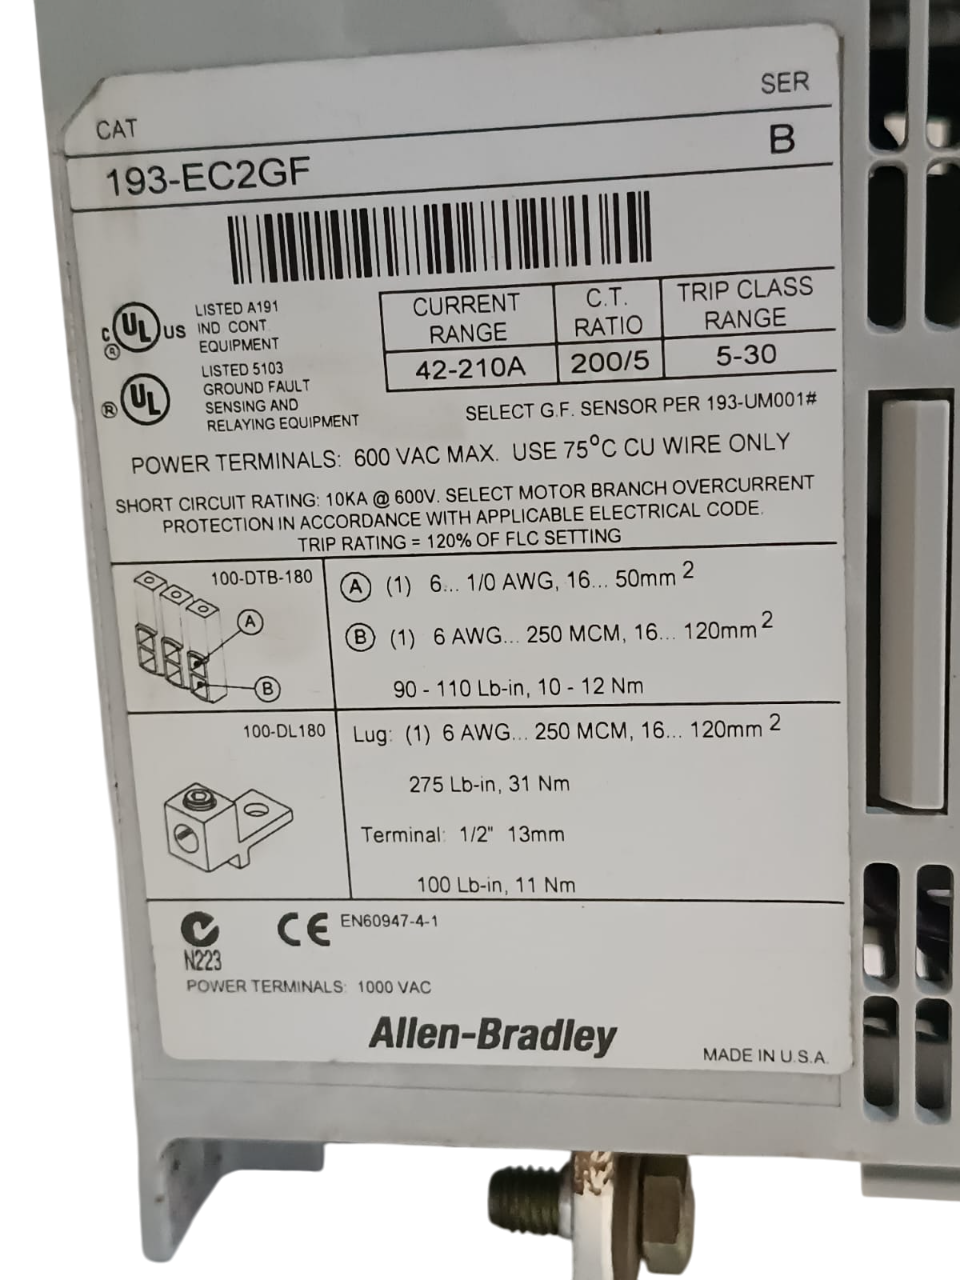 CAT
SER
193-EC2GF
B
LISTED A191
IND CONT
EQUIPMENT
C UL US ®
LISTED 5103
GROUND FAULT
SENSING AND
RELAYING EQUIPMENT
® UL
CURRENT RANGE
C.T. RATIO
TRIP CLASS RANGE
42-210A
200/5
5-30
SELECT G.F. SENSOR PER 193-UM001#
POWER TERMINALS: 600 VAC MAX. USE 75°C CU WIRE ONLY
SHORT CIRCUIT RATING: 10KA @ 600V. SELECT MOTOR BRANCH OVERCURRENT
PROTECTION IN ACCORDANCE WITH APPLICABLE ELECTRICAL CODE.
TRIP RATING = 120% OF FLC SETTING
100-DTB-180
A
B
A (1) 6... 1/0 AWG, 16... 50mm²
B (1) 6 AWG... 250 MCM, 16... 120mm²
90 - 110 Lb-in, 10 - 12 Nm
100-DL180
Lug: (1) 6 AWG... 250 MCM, 16... 120mm²
275 Lb-in, 31 Nm
Terminal: 1/2" 13mm
100 Lb-in, 11 Nm
N223
CE EN60947-4-1
POWER TERMINALS: 1000 VAC
Allen-Bradley
MADE IN U.S.A.